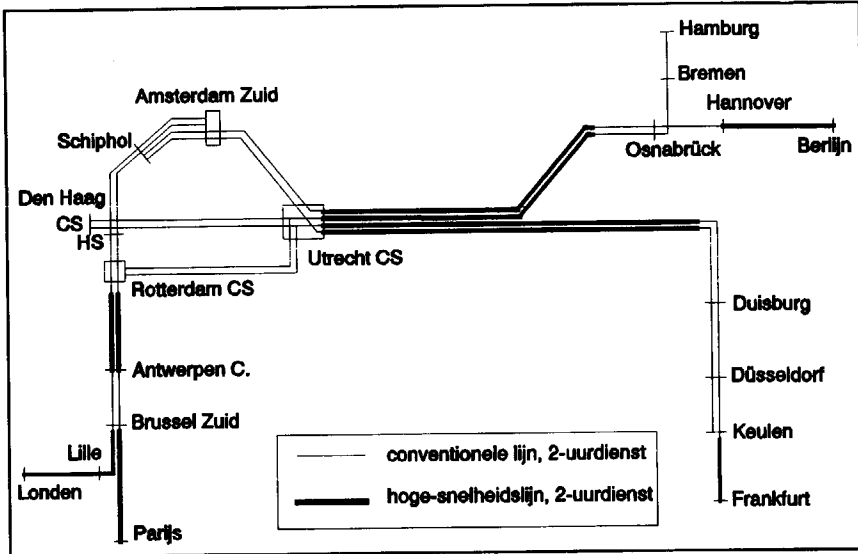 Hamburg
Bremen
Hannover
Amsterdam Zuid
Schiphol
Osnabrück
Berlijn
Den Haag
CS
HS
Utrecht CS
Rotterdam CS
Duisburg
Antwerpen C.
Düsseldorf
Brussel Zuid
Keulen
Lille
conventionele lijn, 2-uurdienst
Londen
hoge-snelheidslijn, 2-uurdienst
Frankfurt
Parijs